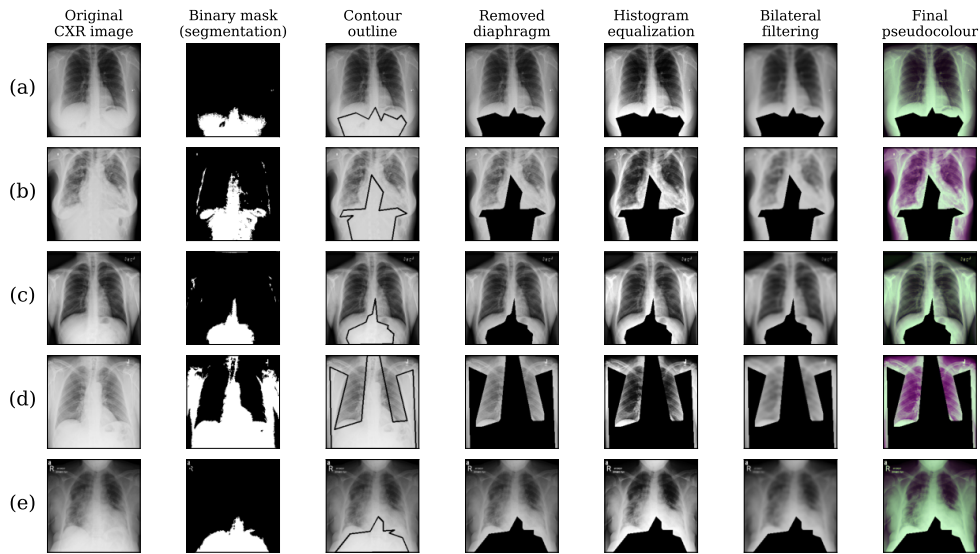 Original
CXR image
Binary mask
(segmentation)
Contour
outline
Removed
diaphragm
Histogram
equalization
Bilateral
filtering
Final
pseudocolour
(a)
(b)
(c)
(d)
(e)
R
R
R
R
R